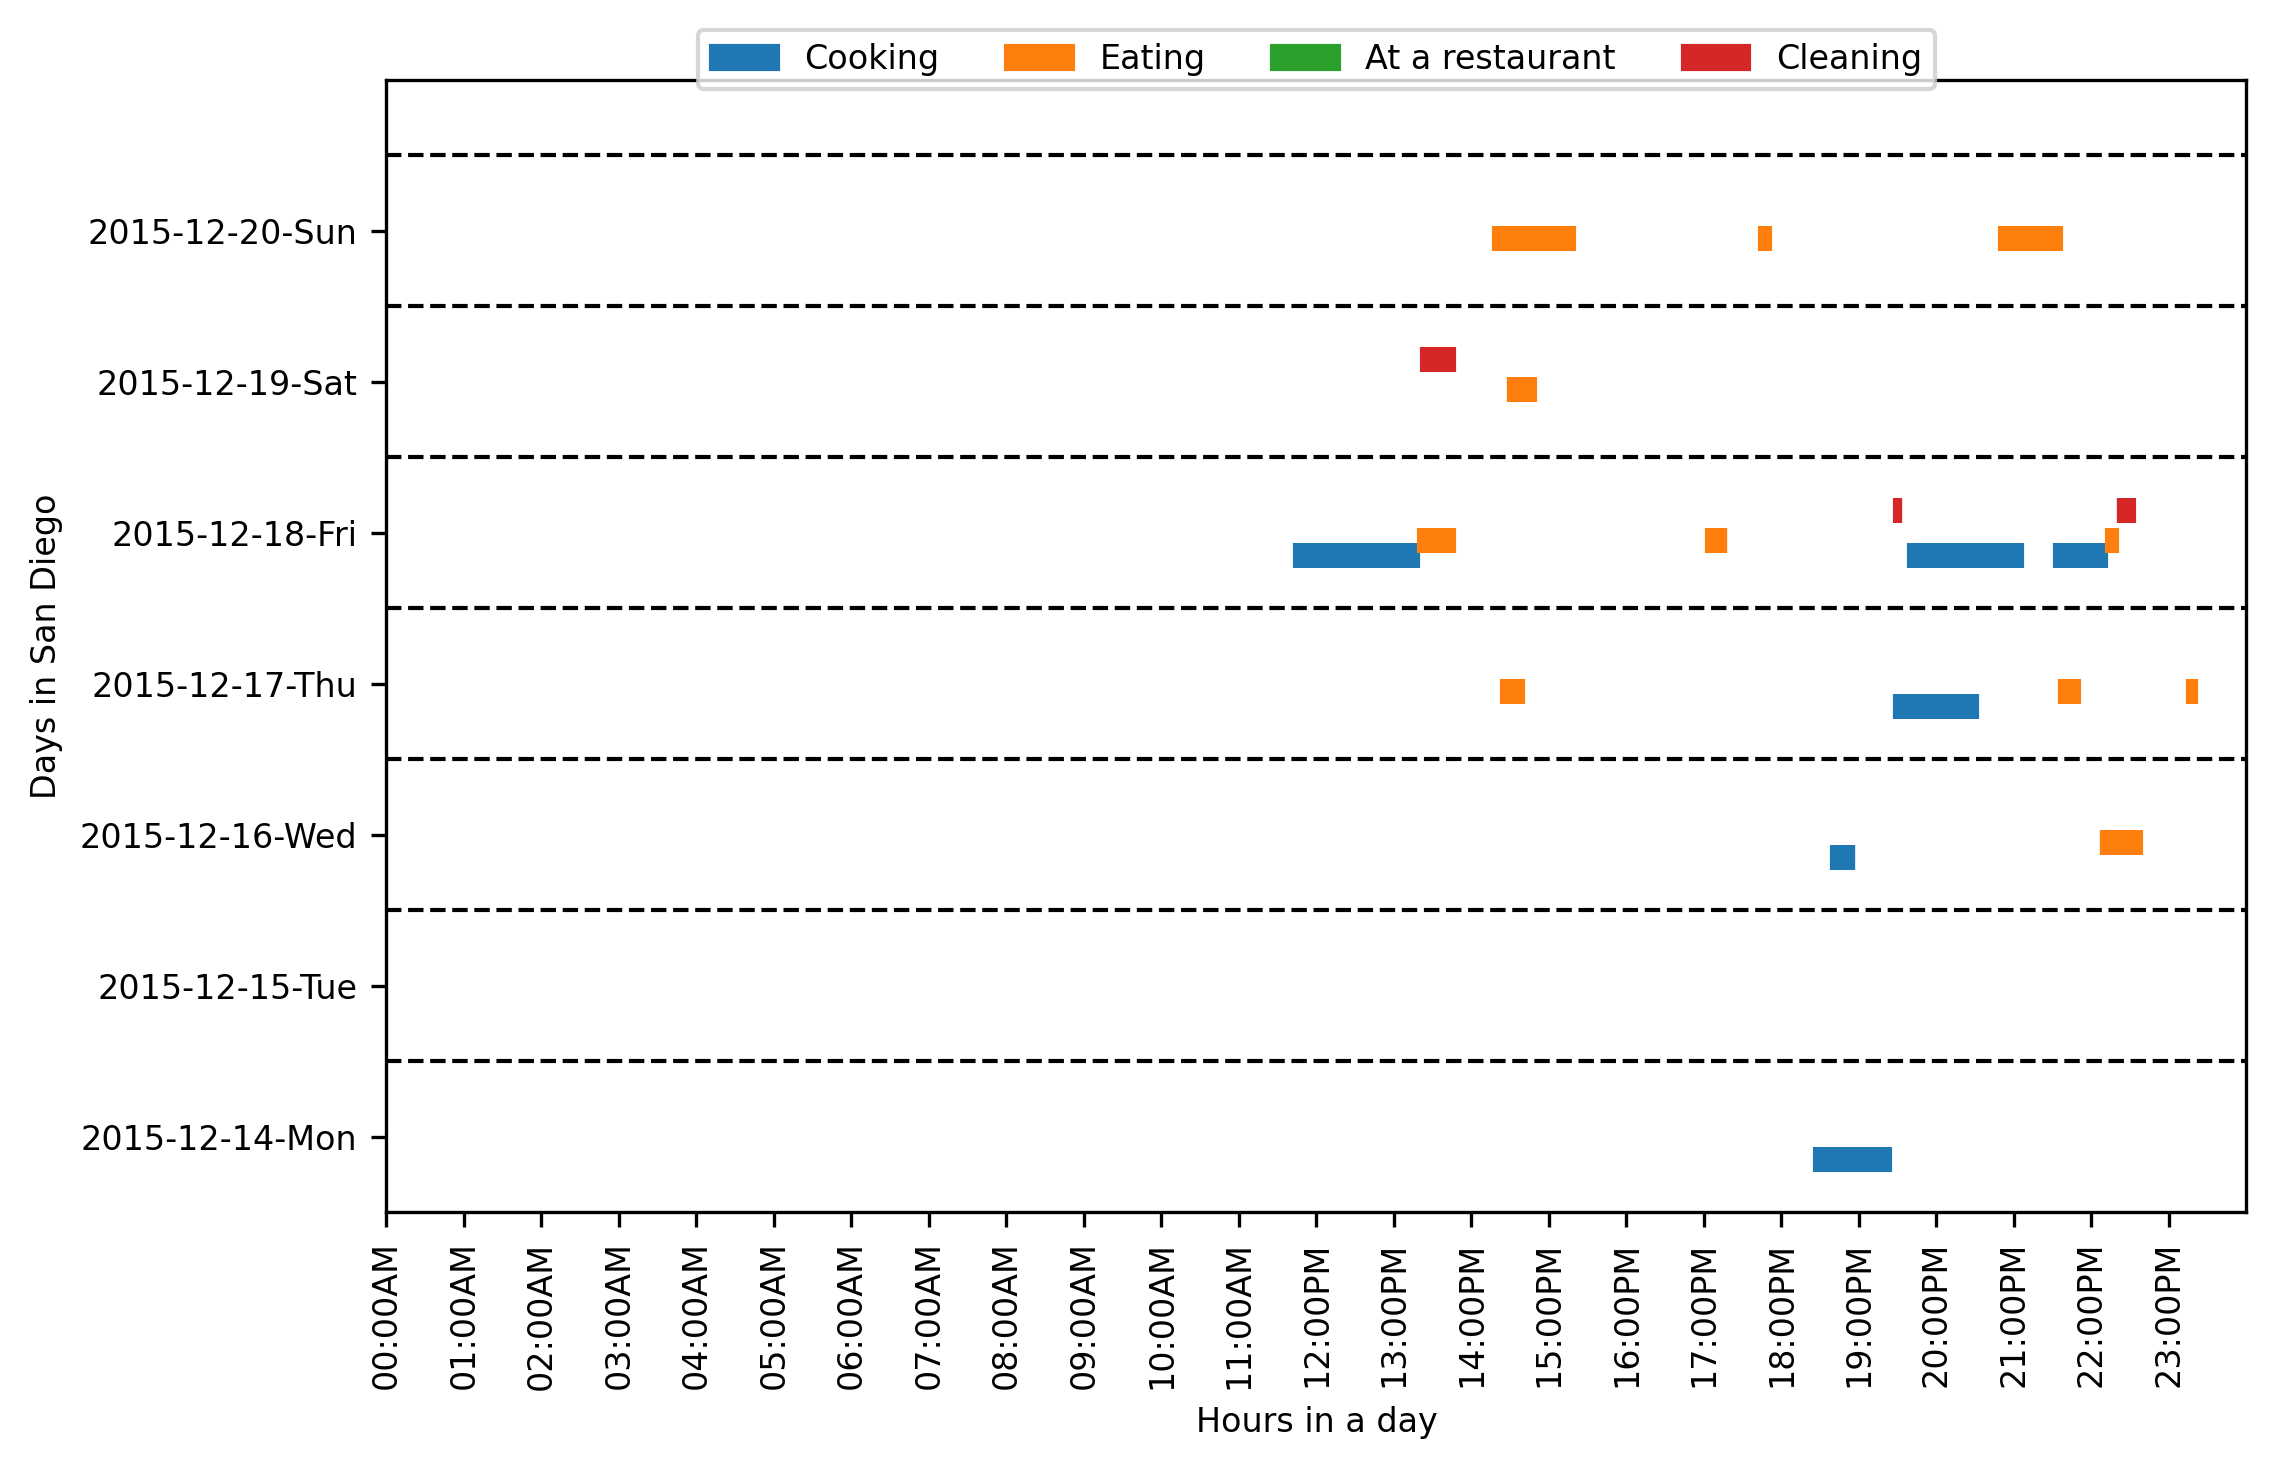 Cooking Eating At a restaurant Cleaning
Days in San Diego
2015-12-20-Sun
2015-12-19-Sat
2015-12-18-Fri
2015-12-17-Thu
2015-12-16-Wed
2015-12-15-Tue
2015-12-14-Mon
00:00AM
01:00AM
02:00AM
03:00AM
04:00AM
05:00AM
06:00AM
07:00AM
08:00AM
09:00AM
10:00AM
11:00AM
12:00PM
13:00PM
14:00PM
15:00PM
16:00PM
17:00PM
18:00PM
19:00PM
20:00PM
21:00PM
22:00PM
23:00PM
Hours in a day